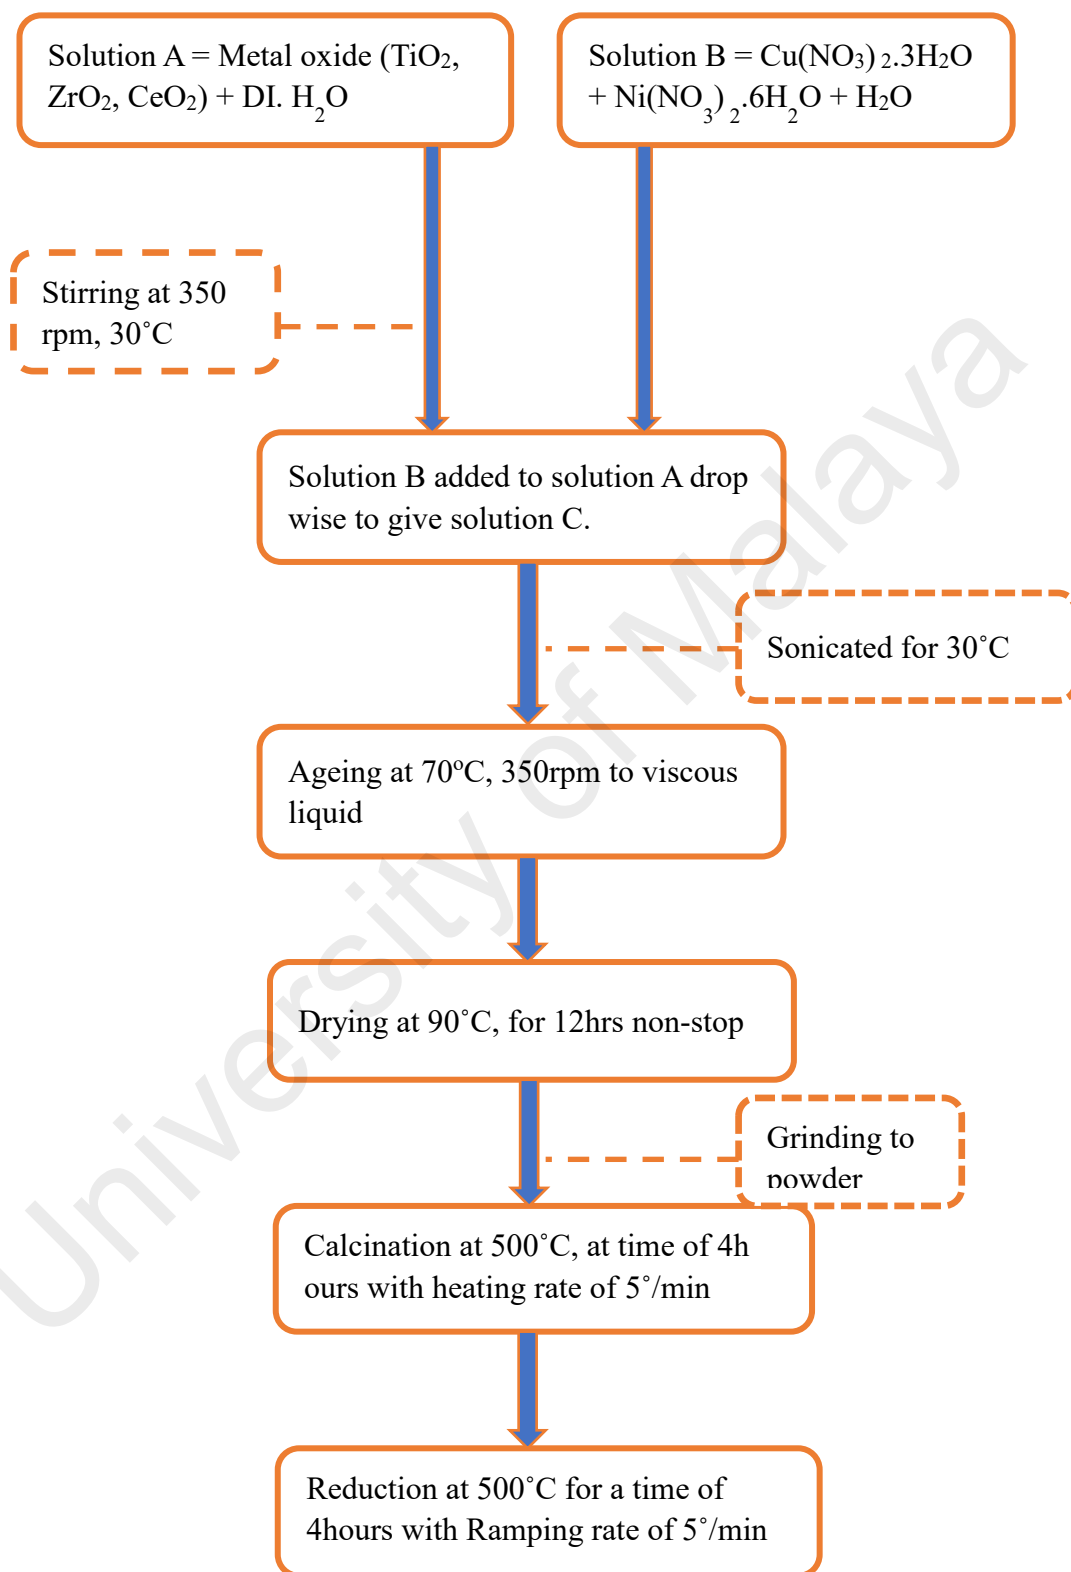 Solution A = Metal oxide (TiO₂,
ZrO₂, CeO₂) + DI. H₂O
Solution B = Cu(NO₃)₂.3H₂O
+ Ni(NO₃)₂.6H₂O + H₂O
Stirring at 350
rpm, 30˚C
Solution B added to solution A drop
wise to give solution C.
Sonicated for 30˚C
Ageing at 70ºC, 350rpm to viscous
liquid
Drying at 90˚C, for 12hrs non-stop
Grinding to
powder
Calcination at 500˚C, at time of 4h
ours with heating rate of 5˚/min
Reduction at 500˚C for a time of
4hours with Ramping rate of 5˚/min
University of Malaya